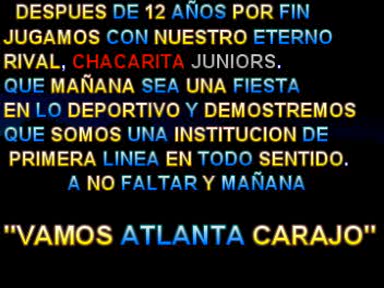 DESPUES DE 12 AÑOS POR FIN
JUGAMOS CON NUESTRO ETERNO
RIVAL, CHACARITA JUNIORS.
QUE MAÑANA SEA UNA FIESTA
EN LO DEPORTIVO Y DEMOSTREMOS
QUE SOMOS UNA INSTITUCION DE
PRIMERA LINEA EN TODO SENTIDO.
A NO FALTAR Y MAÑANA
"VAMOS ATLANTA CARAJO"